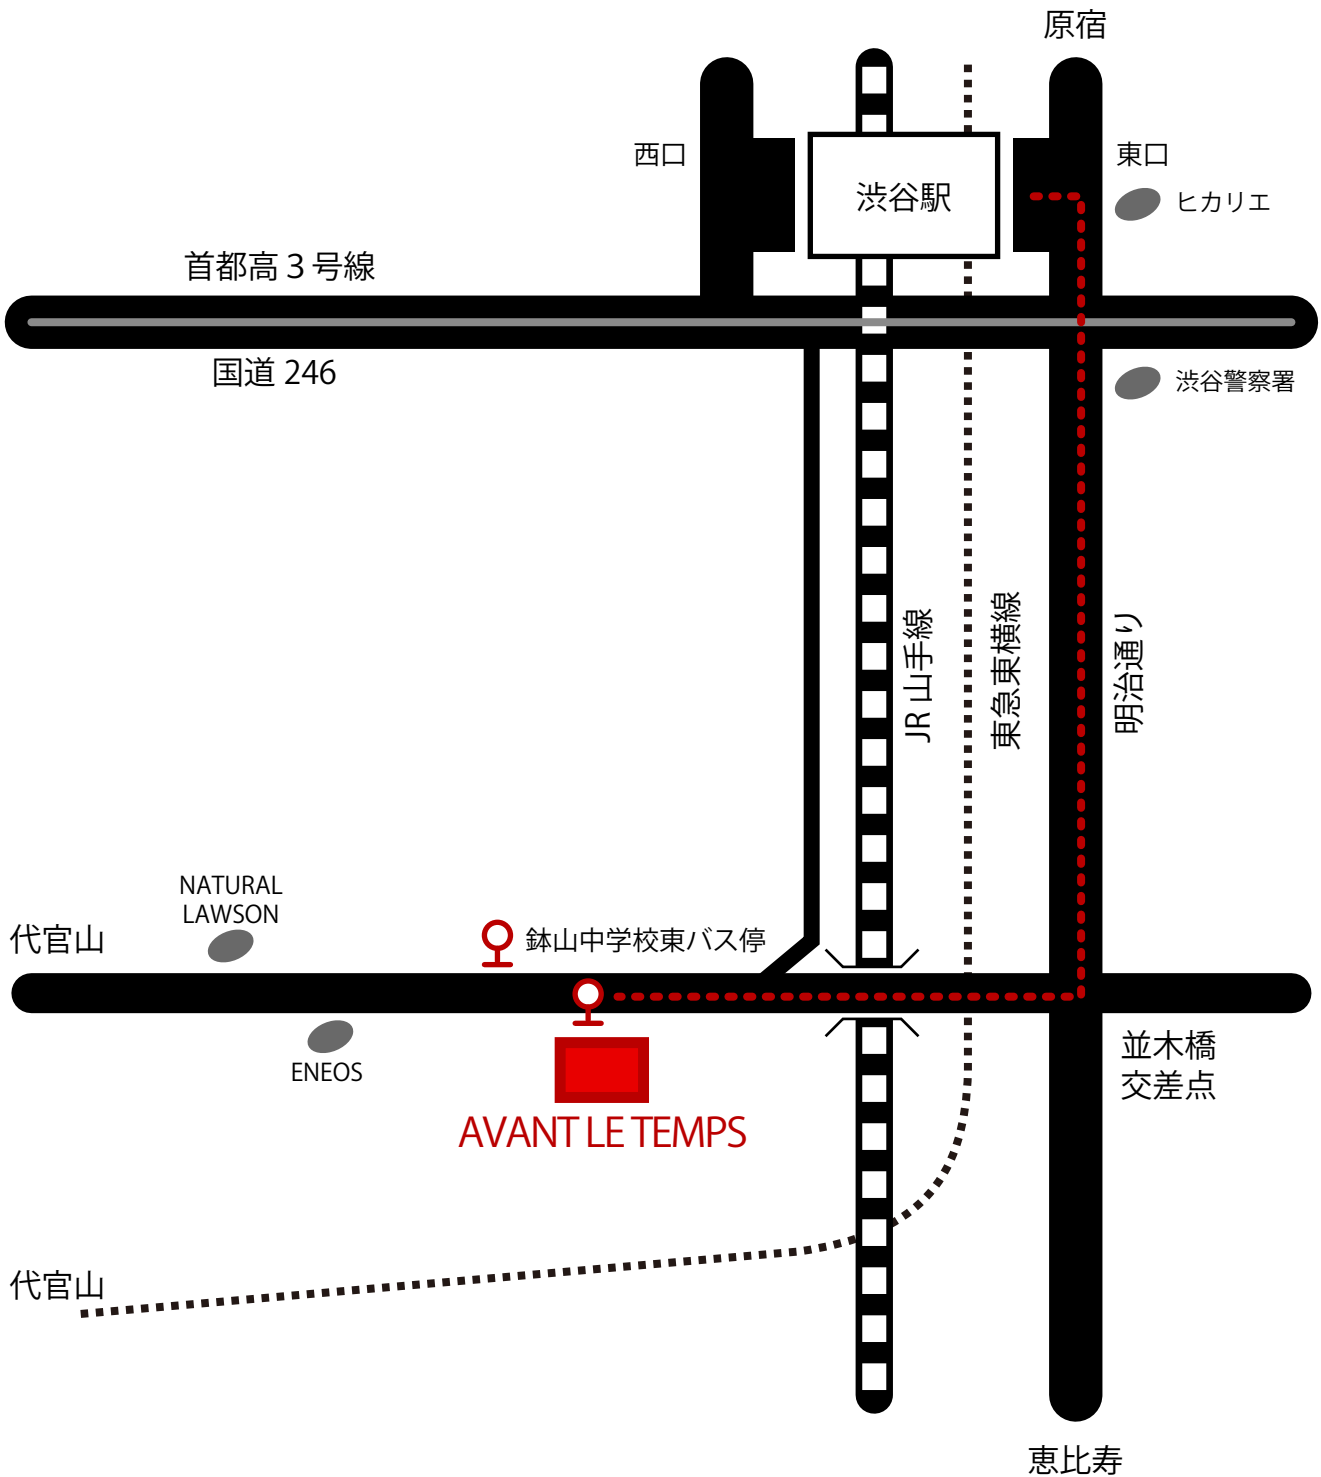 原宿
西口
渋谷駅
東口
ヒカリエ
首都高３号線
国道 246
渋谷警察署
JR 山手線
東急東横線
明治通り
NATURAL
LAWSON
代官山
鉢山中学校東バス停
ENEOS
並木橋
交差点
AVANT LE TEMPS
代官山
恵比寿